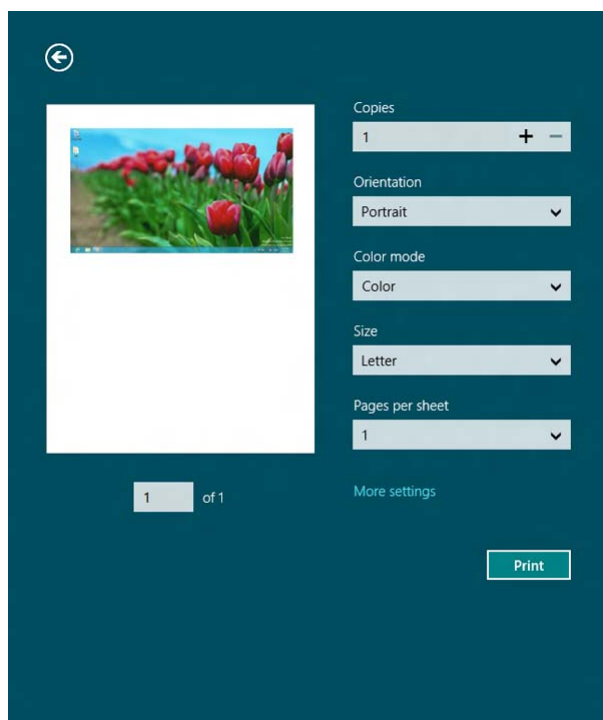 Copies
1
Orientation
Portrait
Color mode
Color
Size
Letter
Pages per sheet
1
1 of 1
More settings
Print